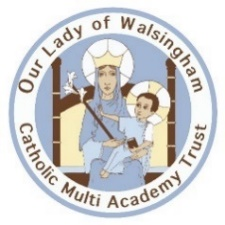 Our Lady of Walsingham
Catholic Multi Academy Trust